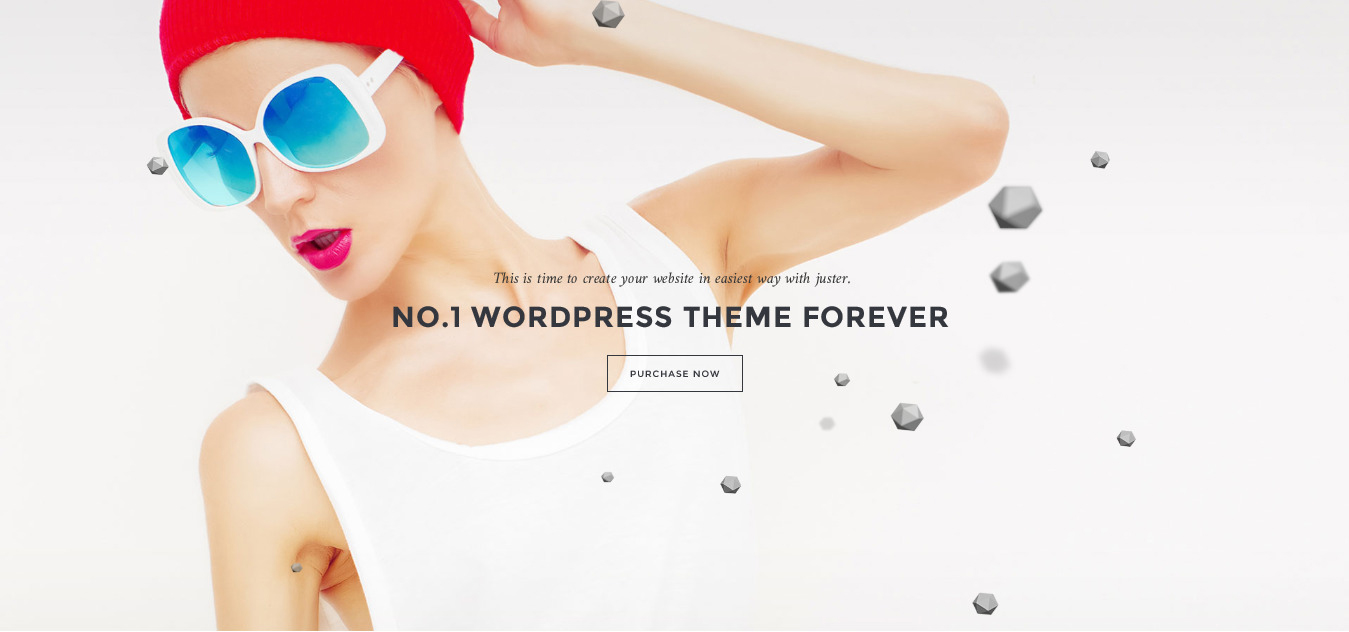 This is time to create your website in easiest way with juster.
NO.1 WORDPRESS THEME FOREVER
PURCHASE NOW